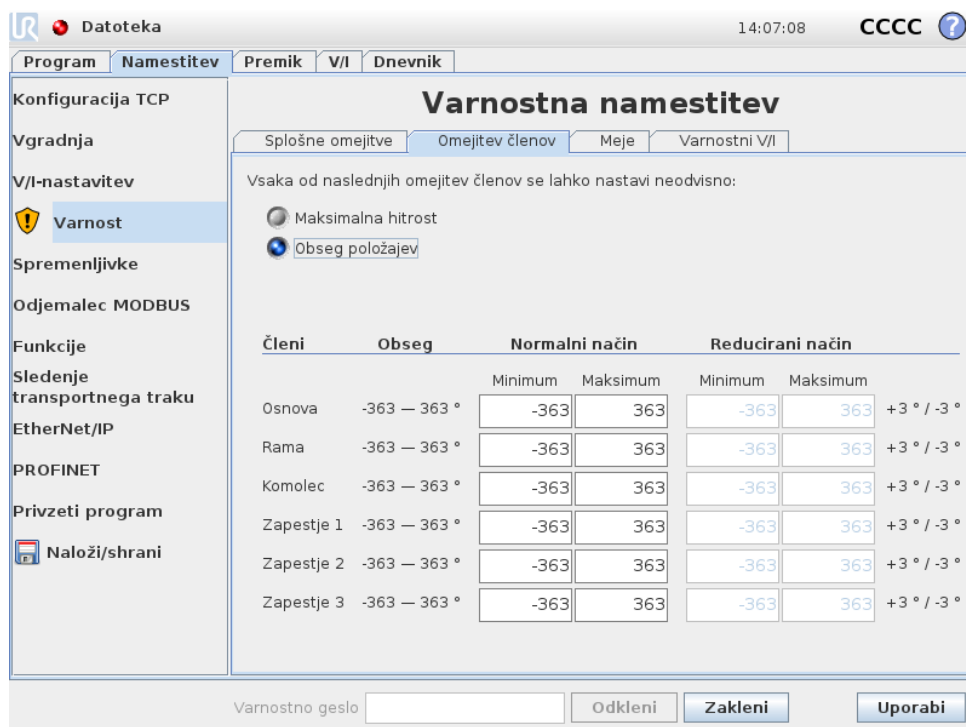 UR Datoteka 14:07:08 CCCC ?
Program Namestitev Premik V/I Dnevnik
Konfiguracija TCP
Vgradnja
V/I-nastavitev
Varnost
Spremenljivke
Odjemalec MODBUS
Funkcije
Sledenje
transportnega traku
EtherNet/IP
PROFINET
Privzeti program
Naloži/shrani
Varnostna namestitev
Splošne omejitve Omejitev členov Meje Varnostni V/I
Vsaka od naslednjih omejitev členov se lahko nastavi neodvisno:
Maksimalna hitrost
Obseg položajev
Členi Obseg Normalni način Reducirani način
Minimum Maksimum Minimum Maksimum
Osnova -363 — 363 ° -363 363 -363 363 +3 ° / -3 °
Rama -363 — 363 ° -363 363 -363 363 +3 ° / -3 °
Komolec -363 — 363 ° -363 363 -363 363 +3 ° / -3 °
Zapestje 1 -363 — 363 ° -363 363 -363 363 +3 ° / -3 °
Zapestje 2 -363 — 363 ° -363 363 -363 363 +3 ° / -3 °
Zapestje 3 -363 — 363 ° -363 363 -363 363 +3 ° / -3 °
Varnostno geslo Odkleni Zakleni Uporabi